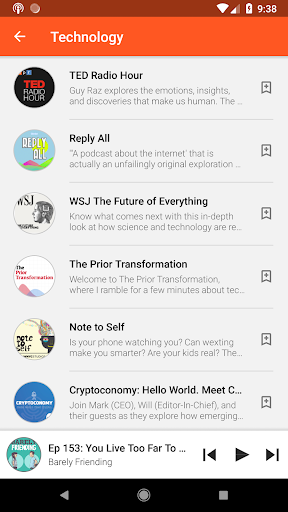 9:38
Technology
TED
RADIO
HOUR
TED Radio Hour
Guy Raz explores the emotions, insights,
and discoveries that make us human. The ...
REPLY
ALL
Reply All
"'A podcast about the internet' that is
actually an unfailingly original exploration ...
WSJ
WSJ The Future of Everything
Know what comes next with this in-depth
look at how science and technology are re...
The Prior
Transformation
The Prior Transformation
Welcome to The Prior Transformation,
where I ramble for a few minutes about tec...
note to
self
Note to Self
Is your phone watching you? Can wexting
make you smarter? Are your kids real? The...
CRYPTOCONOMY
Cryptoconomy: Hello World. Meet C...
Join Mark (CEO), Will (Editor-In-Chief), and
their guests as they explore how emerging...
BARELY
FRIENDING
Ep 153: You Live Too Far To ...
Barely Friending